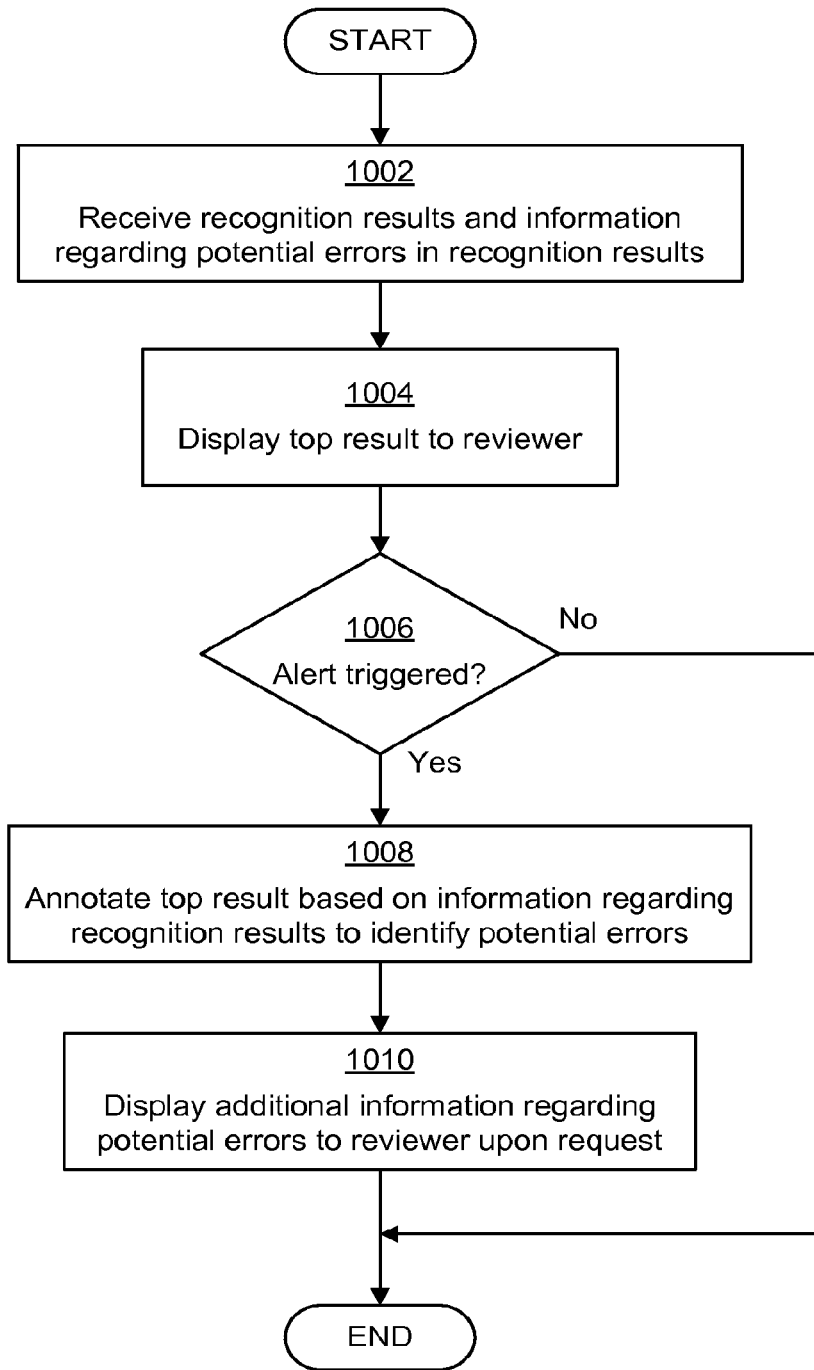 START
1002
Receive recognition results and information
regarding potential errors in recognition results
1004
Display top result to reviewer
1006
Alert triggered?
No
Yes
1008
Annotate top result based on information regarding
recognition results to identify potential errors
1010
Display additional information regarding
potential errors to reviewer upon request
END